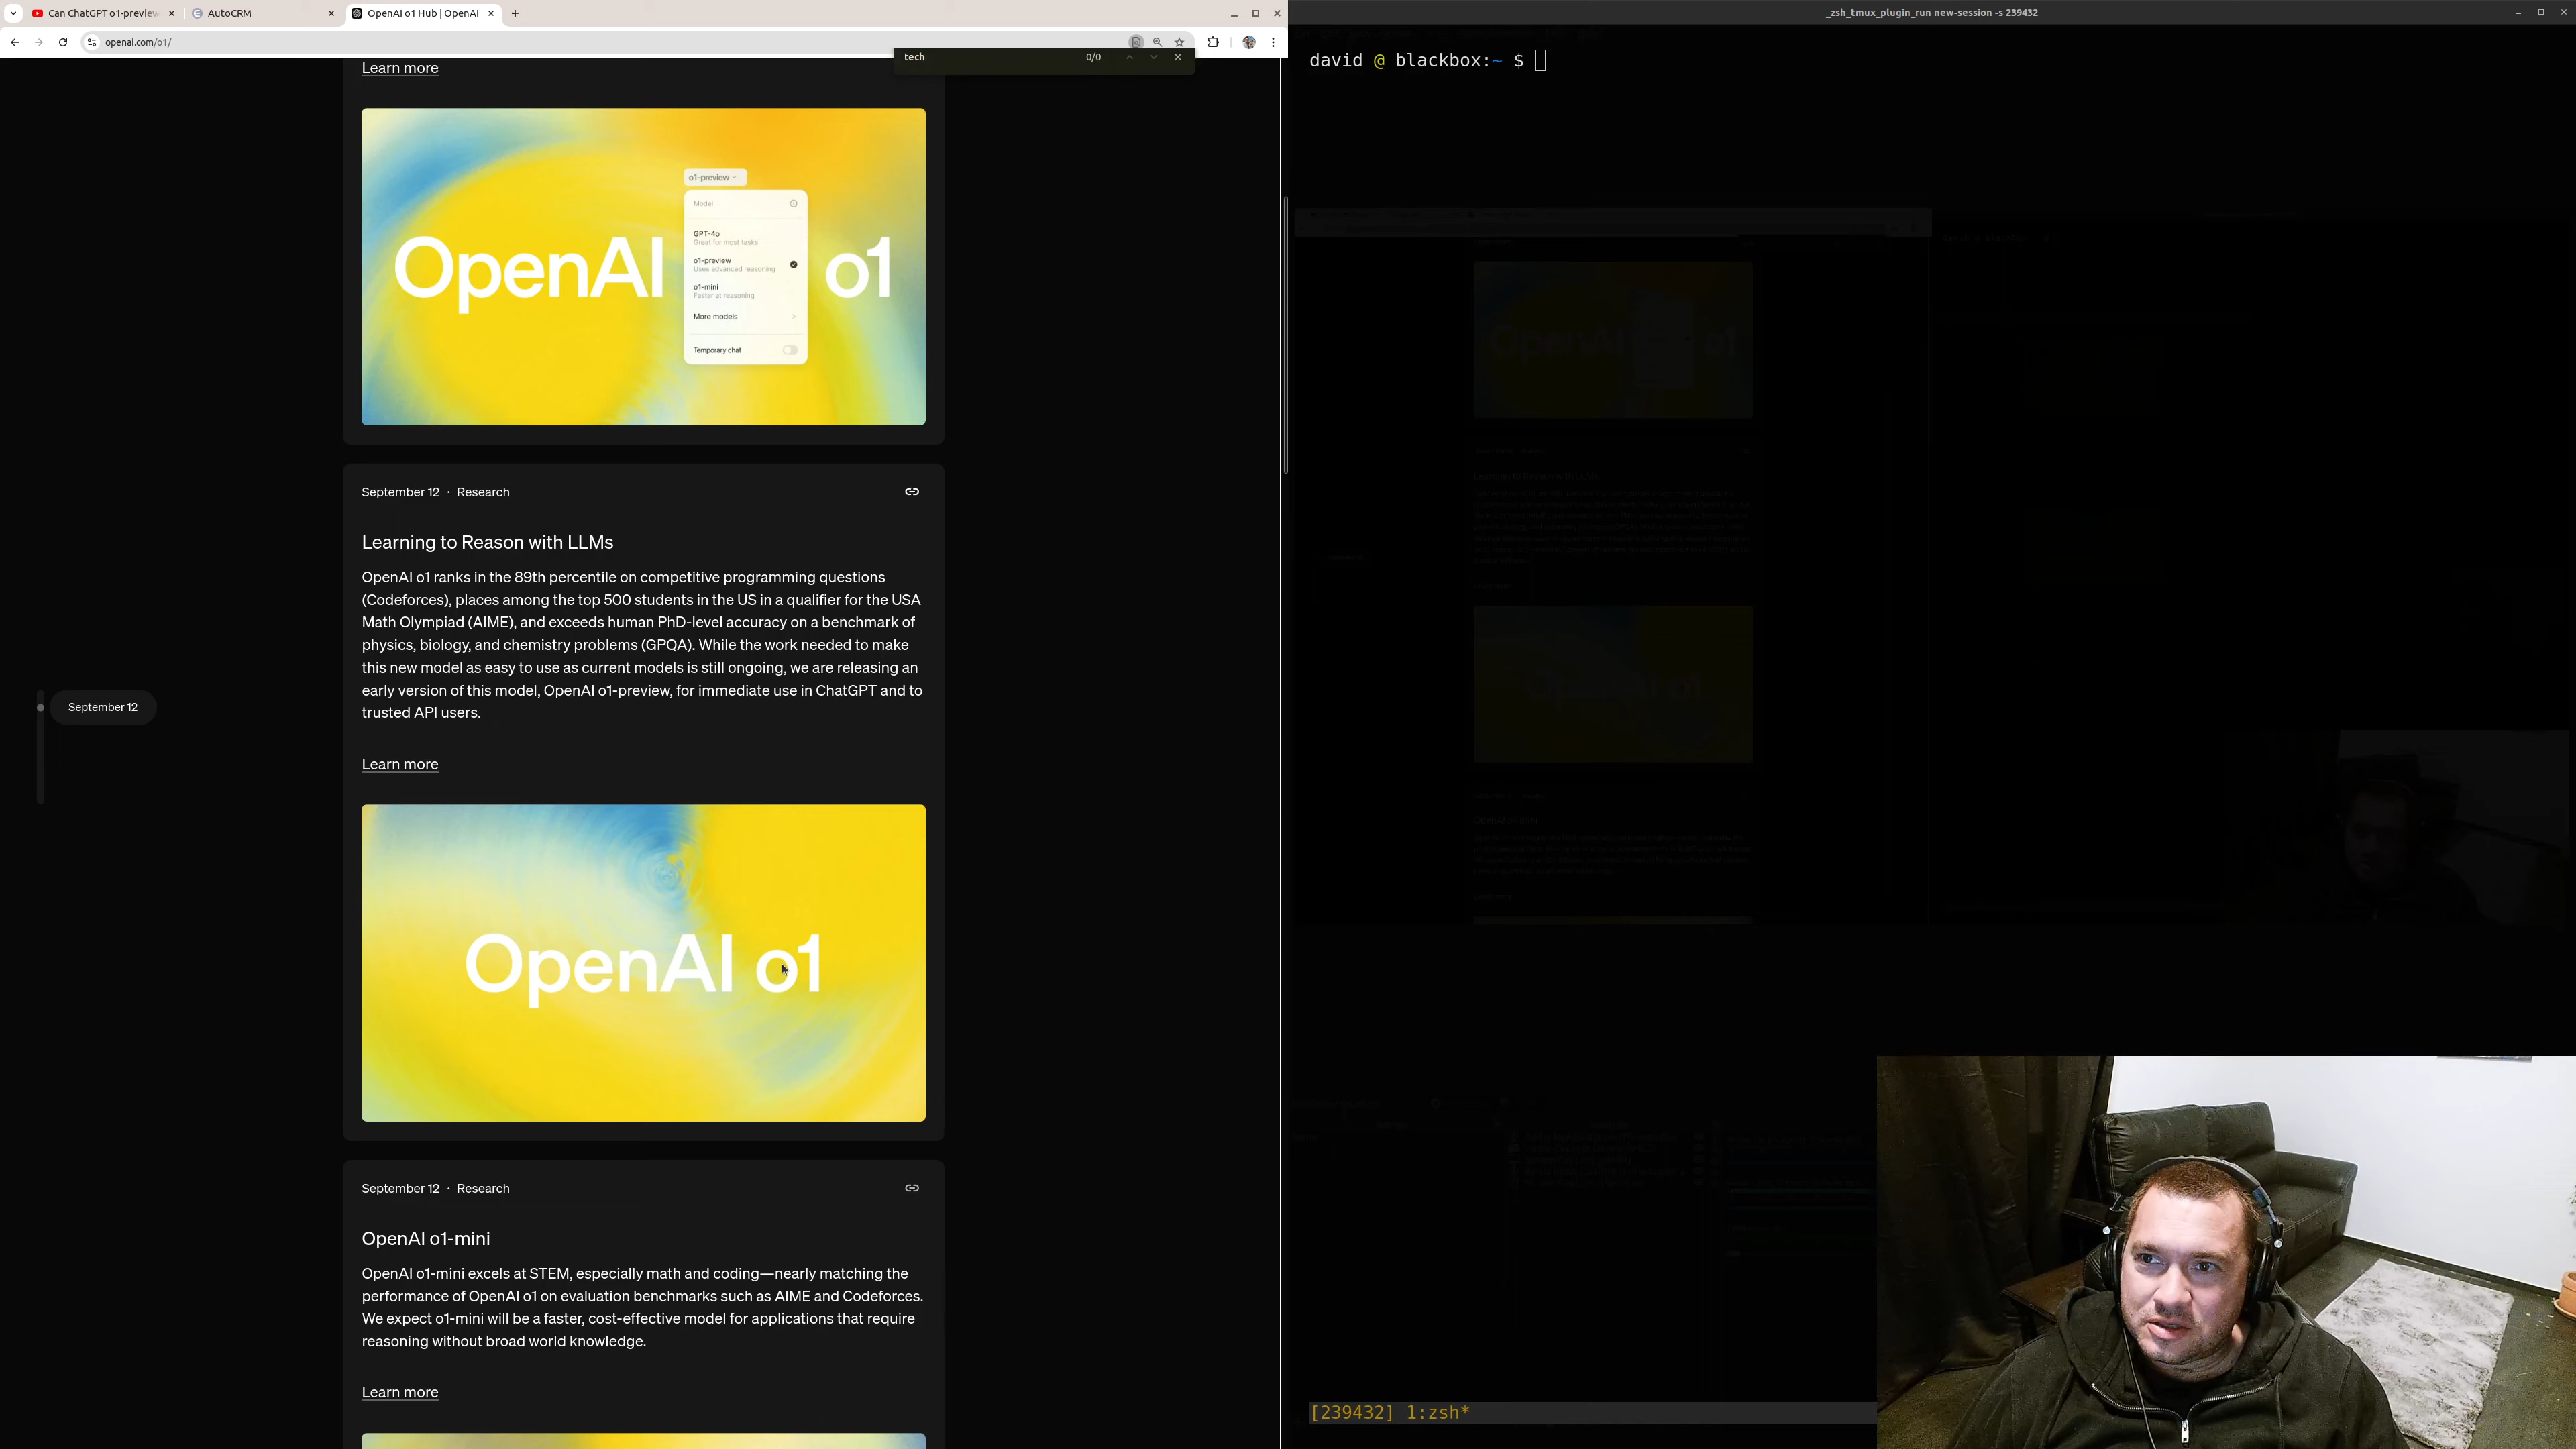 Can ChatGPT o1-preview
AutoCRM
OpenAI o1 Hub | OpenAI
openai.com/o1/
tech
0/0
Learn more
OpenAI
o1
o1-preview
Model
GPT-4o
Great for most tasks
o1-preview
Uses advanced reasoning
o1-mini
Faster at reasoning
More models
Temporary chat
September 12 · Research
Learning to Reason with LLMs
OpenAI o1 ranks in the 89th percentile on competitive programming questions
(Codeforces), places among the top 500 students in the US in a qualifier for the USA
Math Olympiad (AIME), and exceeds human PhD-level accuracy on a benchmark of
physics, biology, and chemistry problems (GPQA). While the work needed to make
this new model as easy to use as current models is still ongoing, we are releasing an
early version of this model, OpenAI o1-preview, for immediate use in ChatGPT and to
trusted API users.
September 12
Learn more
OpenAI o1
September 12 · Research
OpenAI o1-mini
OpenAI o1-mini excels at STEM, especially math and coding—nearly matching the
performance of OpenAI o1 on evaluation benchmarks such as AIME and Codeforces.
We expect o1-mini will be a faster, cost-effective model for applications that require
reasoning without broad world knowledge.
Learn more
_zsh_tmux_plugin_run new-session -s 239432
david @ blackbox:~ $
[239432] 1:zsh*